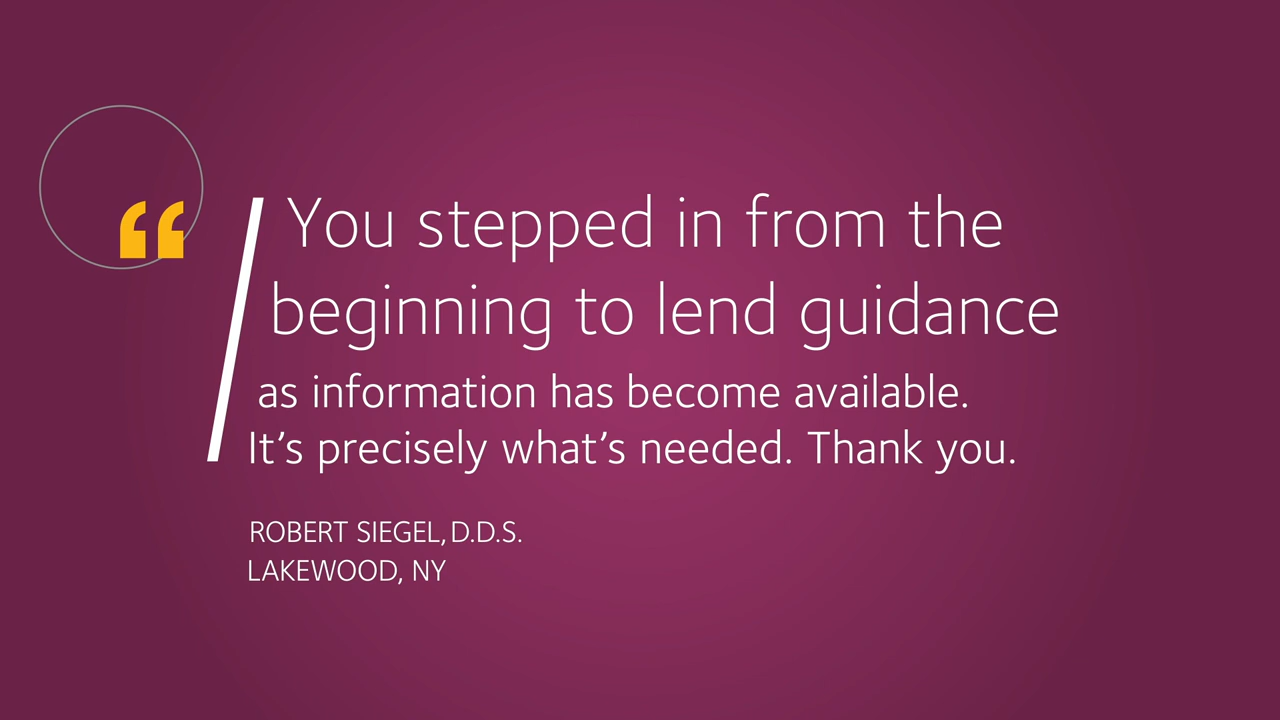 “
You stepped in from the
beginning to lend guidance
as information has become available.
It’s precisely what’s needed. Thank you.
ROBERT SIEGEL, D.D.S.
LAKEWOOD, NY